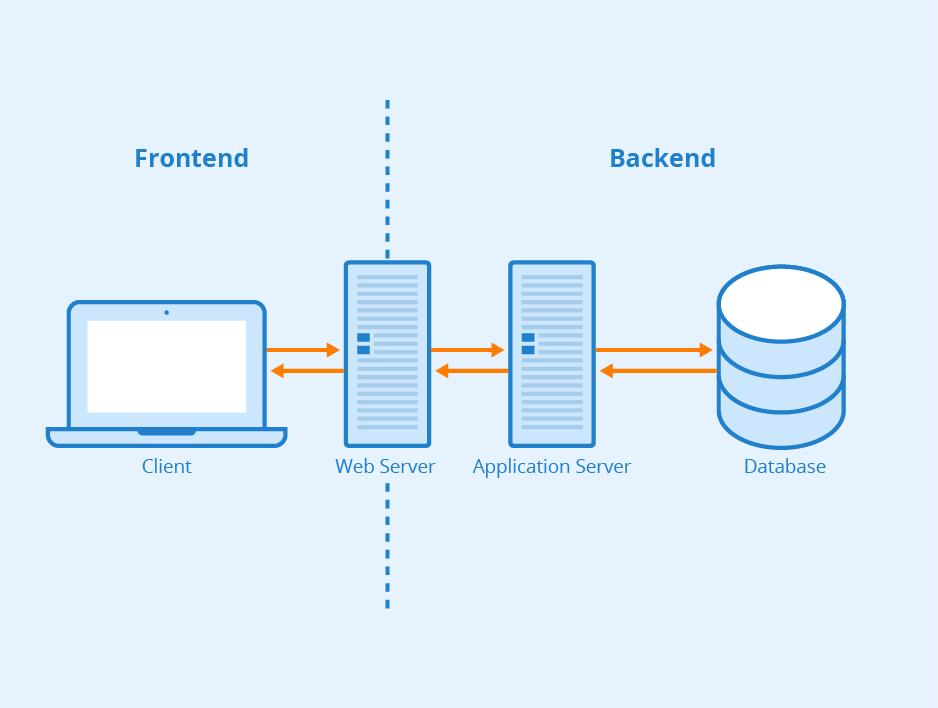 Frontend
Backend
Client
Web Server
Application Server
Database